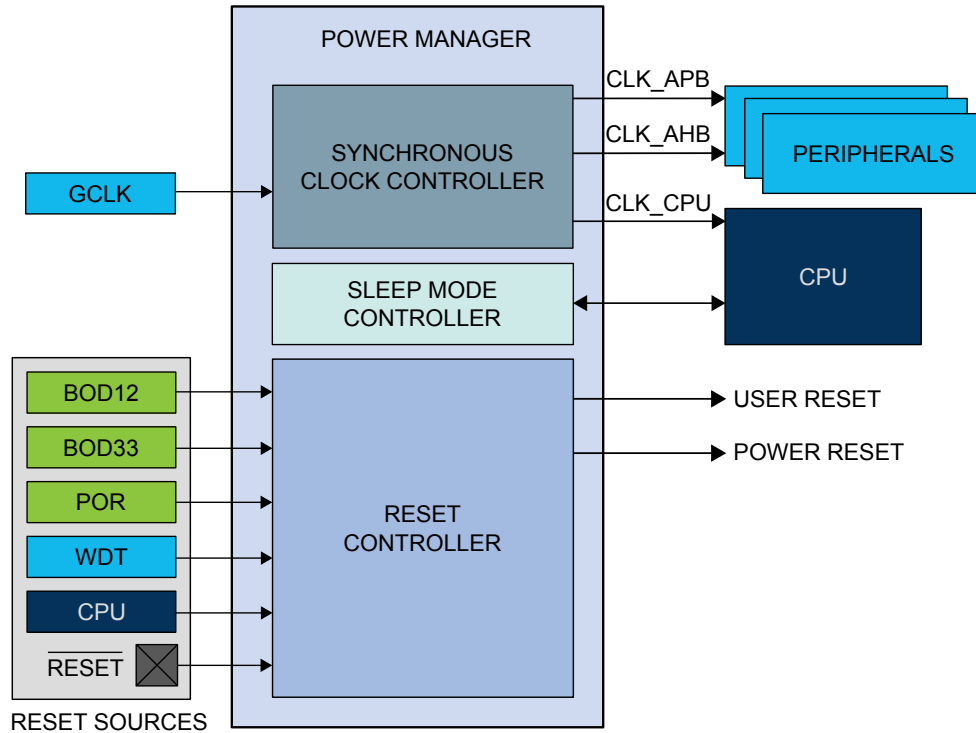 POWER MANAGER
CLK_APB
SYNCHRONOUS
CLOCK CONTROLLER
CLK_AHB
PERIPHERALS
GCLK
CLK_CPU
CPU
SLEEP MODE
CONTROLLER
BOD12
BOD33
POR
WDT
CPU
RESET
RESET SOURCES
RESET
CONTROLLER
USER RESET
POWER RESET